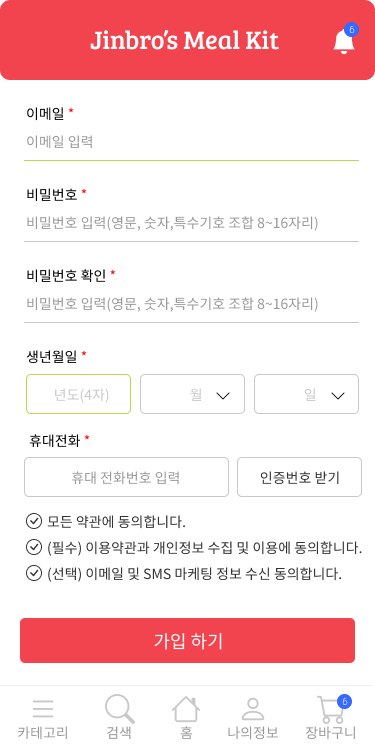 Jinbro's Meal Kit
6
이메일 *
이메일 입력
비밀번호 *
비밀번호 입력(영문, 숫자,특수기호 조합 8~16자리)
비밀번호 확인 *
비밀번호 입력(영문, 숫자,특수기호 조합 8~16자리)
생년월일 *
년도(4자) 월 일
휴대전화 *
휴대 전화번호 입력 인증번호 받기
모든 약관에 동의합니다.
(필수) 이용약관과 개인정보 수집 및 이용에 동의합니다.
(선택) 이메일 및 SMS 마케팅 정보 수신 동의합니다.
가입 하기
6
카테고리 검색 홈 나의정보 장바구니